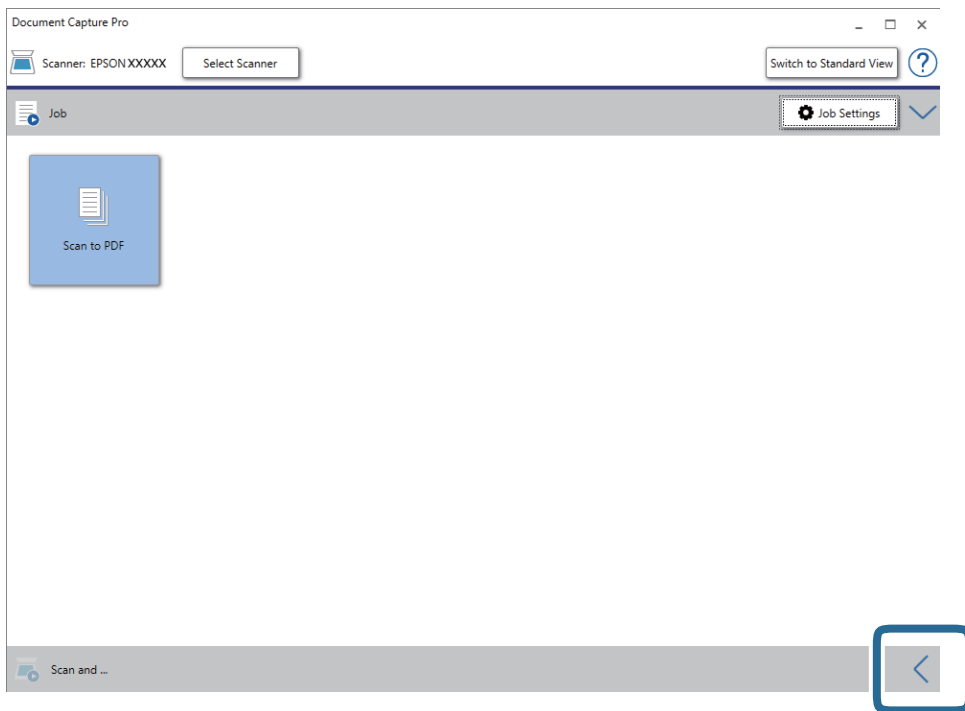 Document Capture Pro
Scanner: EPSON XXXXX Select Scanner Switch to Standard View ?
Job Job Settings
Scan to PDF
Scan and ...